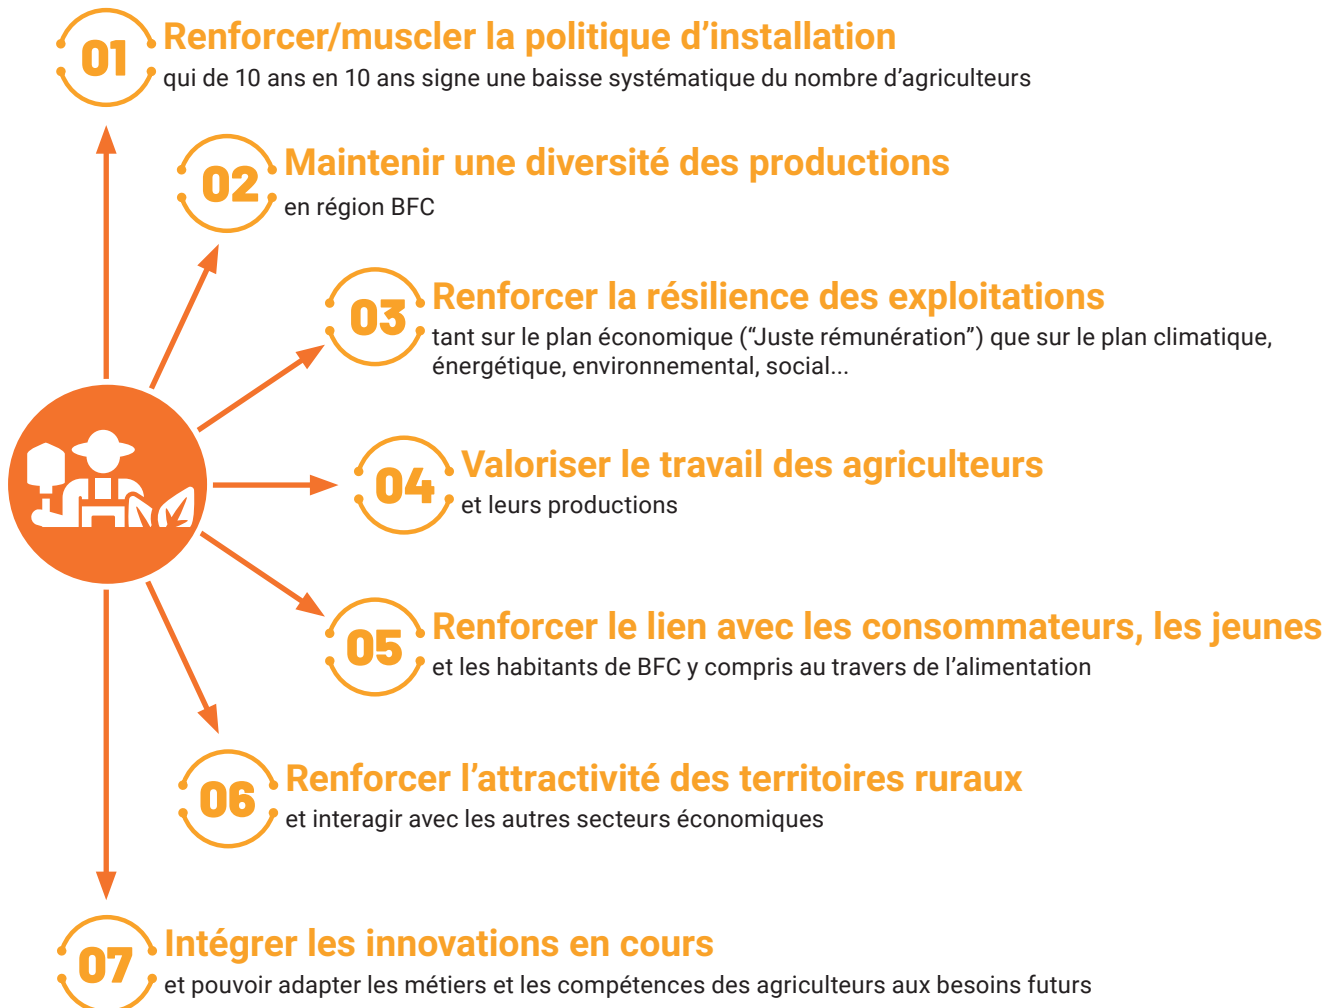 01
Renforcer/muscler la politique d’installation
qui de 10 ans en 10 ans signe une baisse systématique du nombre d’agriculteurs
02
Maintenir une diversité des productions
en région BFC
03
Renforcer la résilience des exploitations
tant sur le plan économique (“Juste rémunération”) que sur le plan climatique,
énergétique, environnemental, social...
04
Valoriser le travail des agriculteurs
et leurs productions
05
Renforcer le lien avec les consommateurs, les jeunes
et les habitants de BFC y compris au travers de l’alimentation
06
Renforcer l’attractivité des territoires ruraux
et interagir avec les autres secteurs économiques
07
Intégrer les innovations en cours
et pouvoir adapter les métiers et les compétences des agriculteurs aux besoins futurs